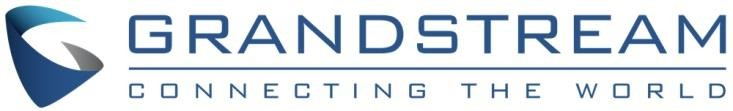 GRANDSTREAM
CONNECTING THE WORLD